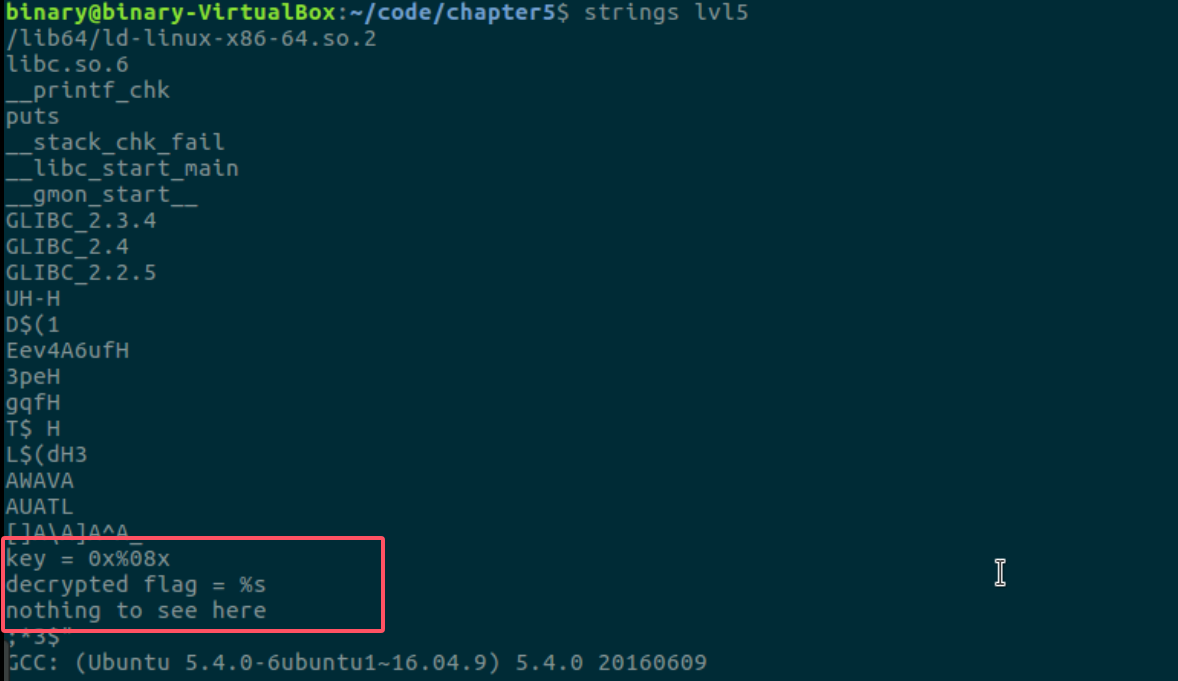 binary@binary-VirtualBox:~/code/chapter5$ strings lvl5
/lib64/ld-linux-x86-64.so.2
libc.so.6
__printf_chk
puts
__stack_chk_fail
__libc_start_main
__gmon_start__
GLIBC_2.3.4
GLIBC_2.4
GLIBC_2.2.5
UH-H
D$(1
Eev4A6ufH
3peH
gqfH
T$ H
L$(dH3
AWAVA
AUATL
[]A\A]A^A_
key = 0x%08x
decrypted flag = %s
nothing to see here
;*3$"
GCC: (Ubuntu 5.4.0-6ubuntu1~16.04.9) 5.4.0 20160609